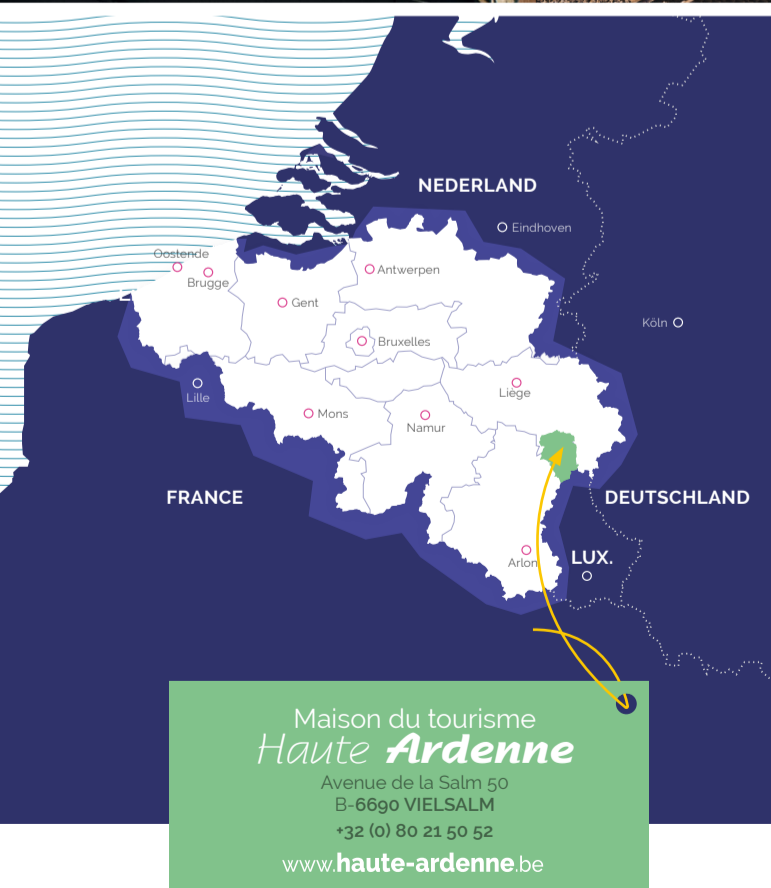 NEDERLAND
Eindhoven
Oostende
Antwerpen
Brugge
Gent
Köln
Bruxelles
Liège
Lille
Mons
Namur
FRANCE
DEUTSCHLAND
LUX.
Arlon
Maison du tourisme
Haute Ardenne
Avenue de la Salm 50
B-6690 VIELSALM
+32 (0) 80 21 50 52
www.haute-ardenne.be